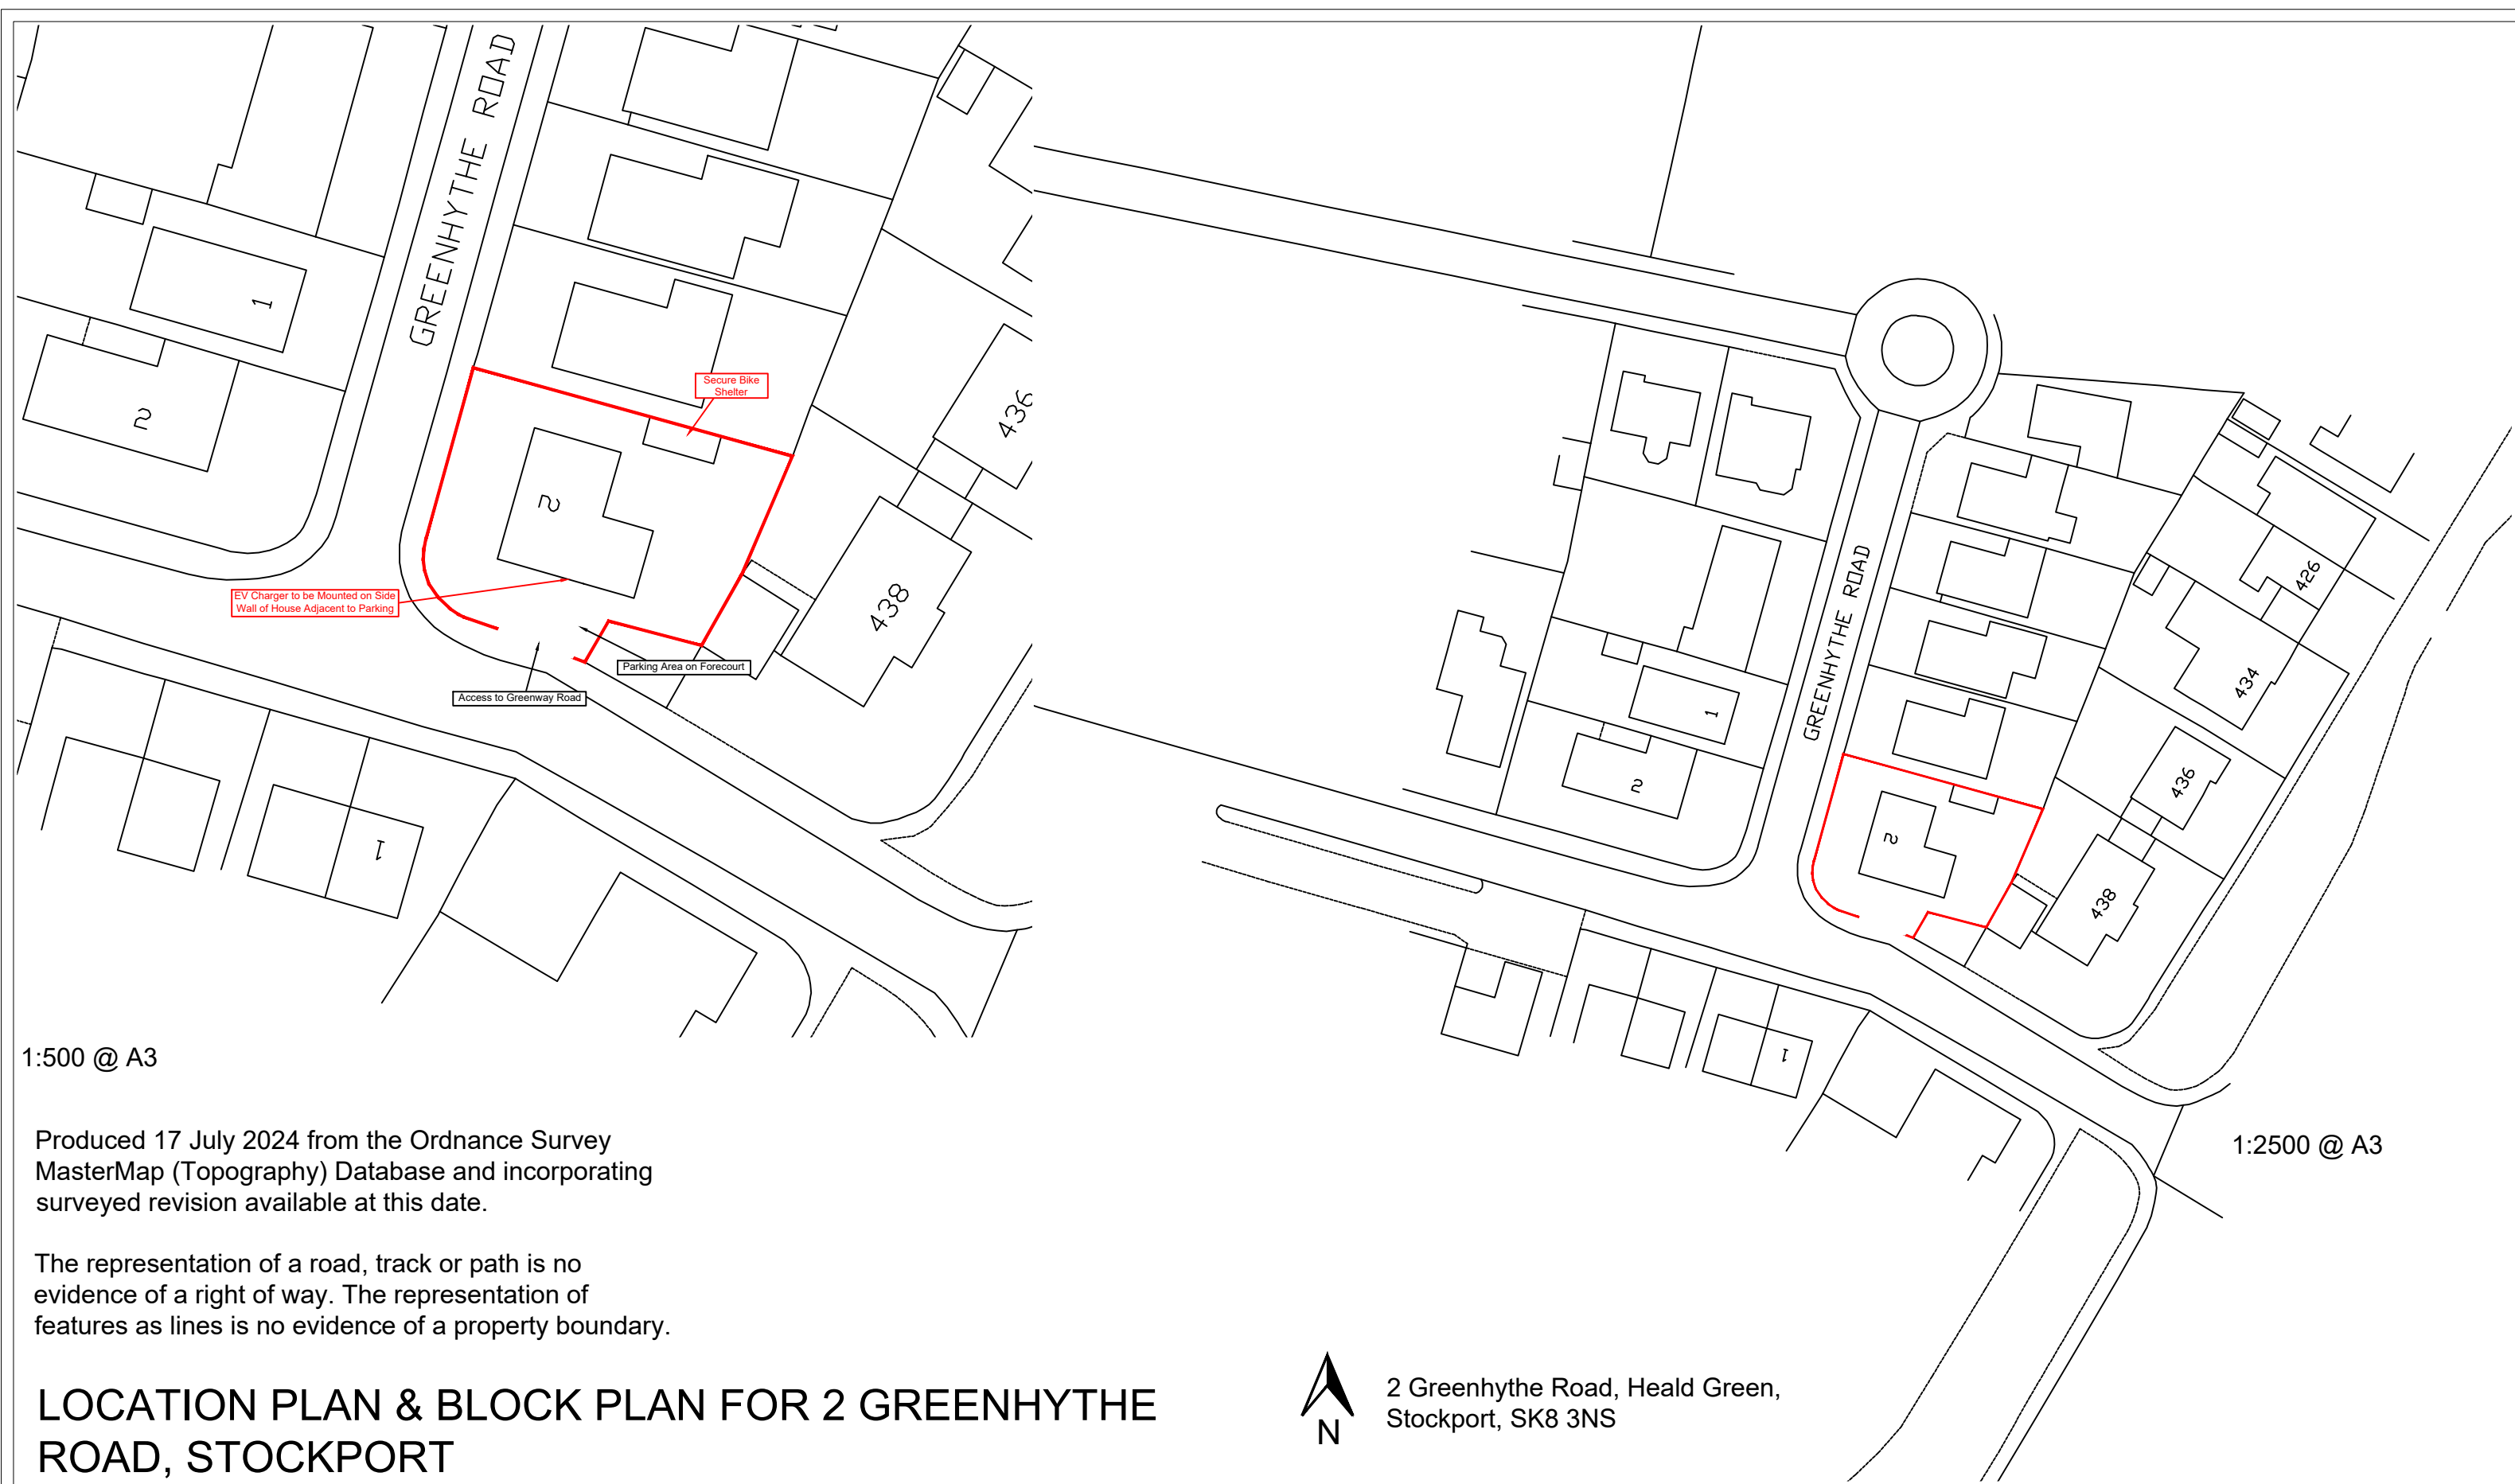 GREENHYTHE ROAD
1
2
Secure Bike
Shelter
436
2
EV Charger to be Mounted on Side
Wall of House Adjacent to Parking
438
Parking Area on Forecourt
Access to Greenway Road
1
1:500 @ A3
GREENHYTHE ROAD
426
434
1
436
2
2
438
1
1:2500 @ A3
Produced 17 July 2024 from the Ordnance Survey
MasterMap (Topography) Database and incorporating
surveyed revision available at this date.
The representation of a road, track or path is no
evidence of a right of way. The representation of
features as lines is no evidence of a property boundary.
LOCATION PLAN & BLOCK PLAN FOR 2 GREENHYTHE
ROAD, STOCKPORT
N
2 Greenhythe Road, Heald Green,
Stockport, SK8 3NS